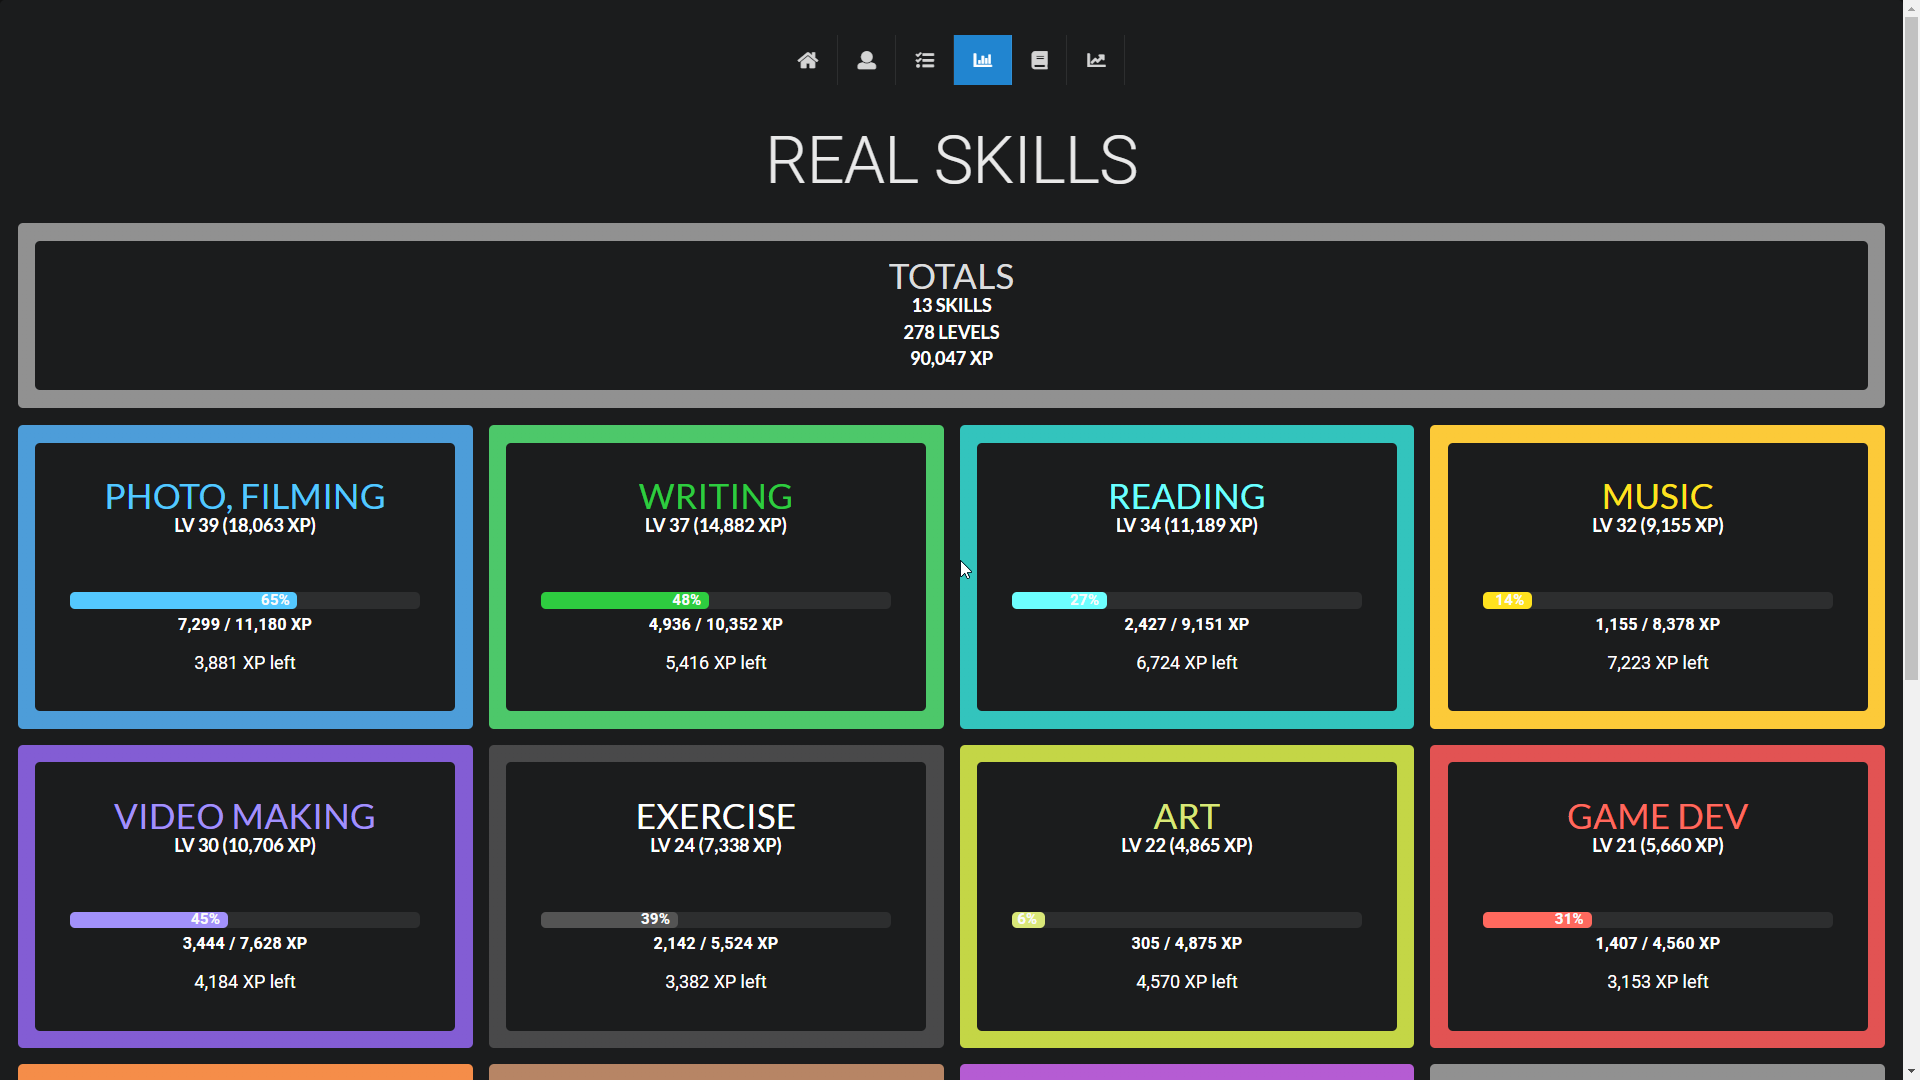 REAL SKILLS
TOTALS
13 SKILLS
278 LEVELS
90,047 XP
PHOTO, FILMING
LV 39 (18,063 XP)
65%
7,299 / 11,180 XP
3,881 XP left
WRITING
LV 37 (14,882 XP)
48%
4,936 / 10,352 XP
5,416 XP left
READING
LV 34 (11,189 XP)
27%
2,427 / 9,151 XP
6,724 XP left
MUSIC
LV 32 (9,155 XP)
14%
1,155 / 8,378 XP
7,223 XP left
VIDEO MAKING
LV 30 (10,706 XP)
45%
3,444 / 7,628 XP
4,184 XP left
EXERCISE
LV 24 (7,338 XP)
39%
2,142 / 5,524 XP
3,382 XP left
ART
LV 22 (4,865 XP)
6%
305 / 4,875 XP
4,570 XP left
GAME DEV
LV 21 (5,660 XP)
31%
1,407 / 4,560 XP
3,153 XP left